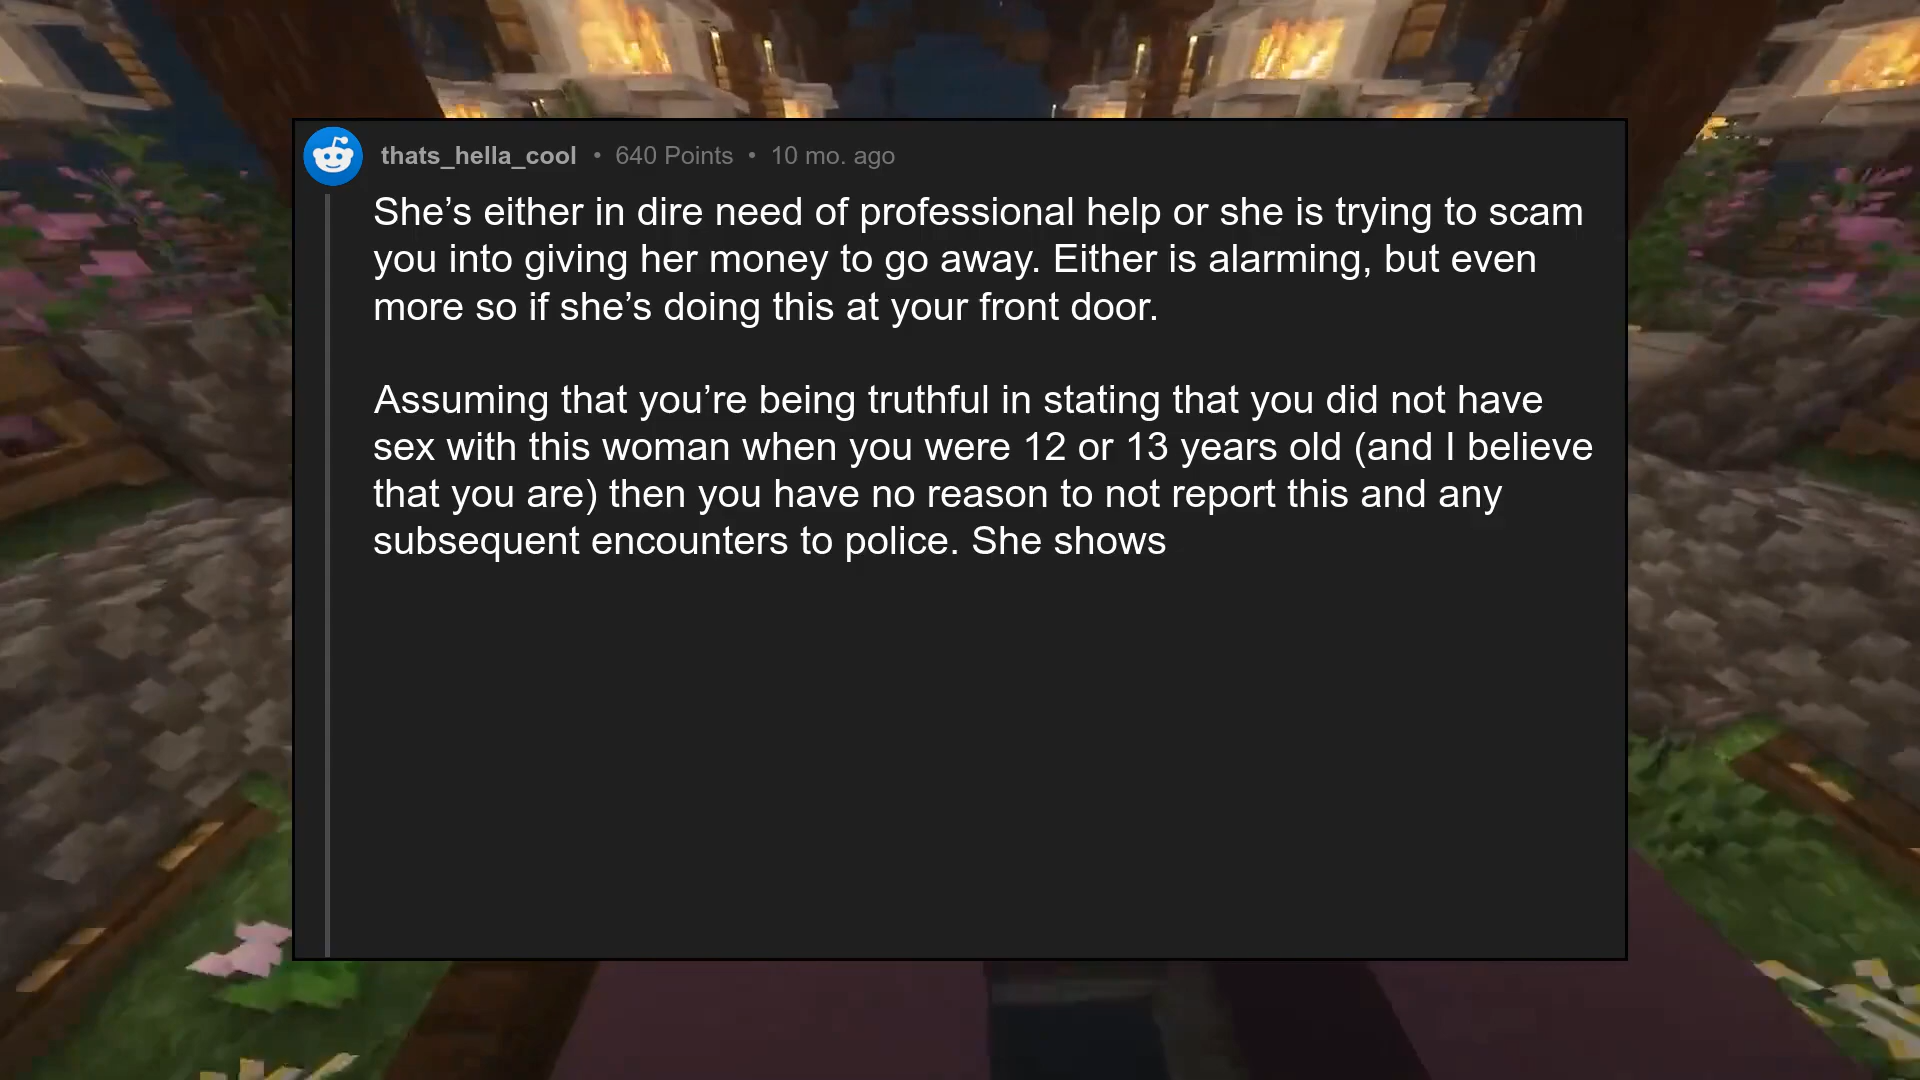 thats_hella_cool • 640 Points • 10 mo. ago
She’s either in dire need of professional help or she is trying to scam
you into giving her money to go away. Either is alarming, but even
more so if she’s doing this at your front door.
Assuming that you’re being truthful in stating that you did not have
sex with this woman when you were 12 or 13 years old (and I believe
that you are) then you have no reason to not report this and any
subsequent encounters to police. She shows